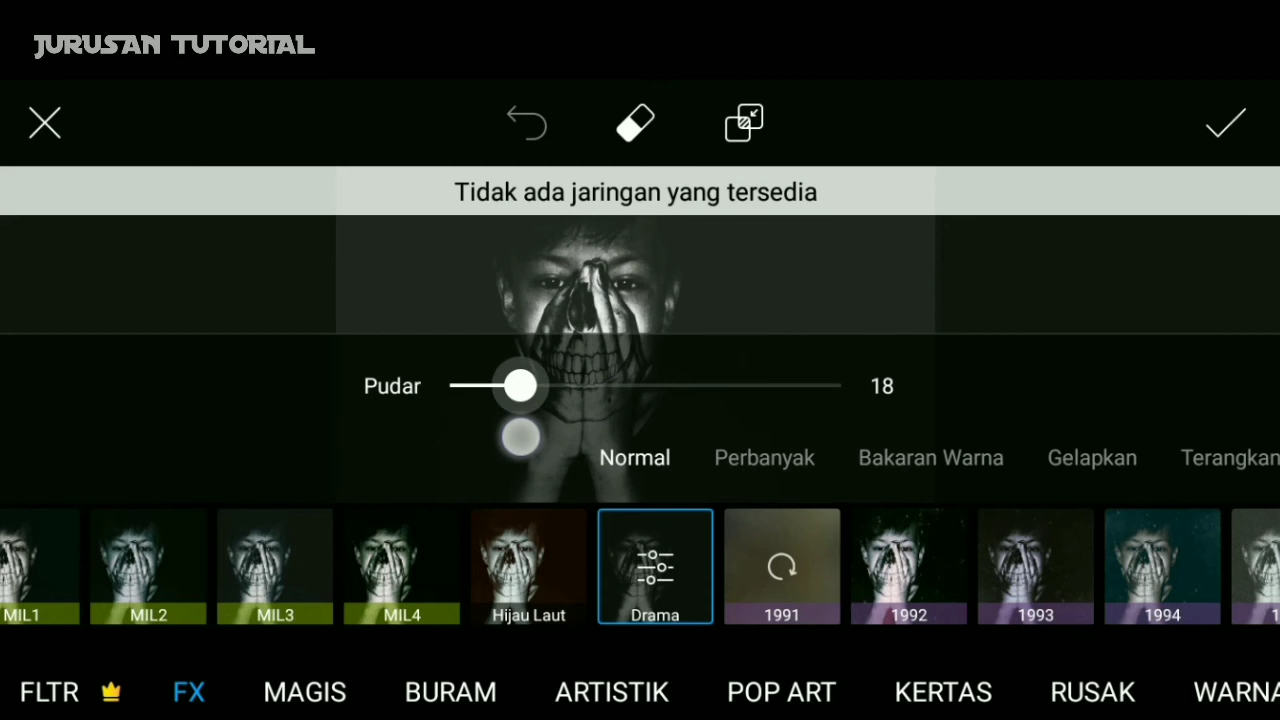 JURUSAN TUTORIAL
Tidak ada jaringan yang tersedia
Pudar 18
Normal Perbanyak Bakaran Warna Gelapkan Terangkan
MIL1 MIL2 MIL3 MIL4 Hijau Laut Drama 1991 1992 1993 1994
FLTR FX MAGIS BURAM ARTISTIK POP ART KERTAS RUSAK WARNA